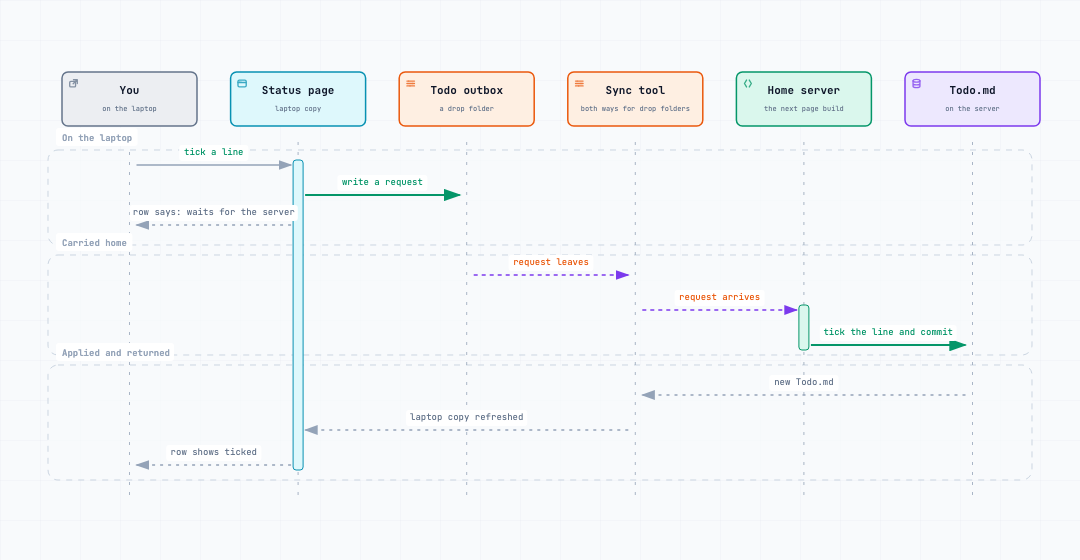 You
on the laptop
Status page
laptop copy
Todo outbox
a drop folder
Sync tool
both ways for drop folders
Home server
the next page build
Todo.md
on the server
On the laptop
tick a line
write a request
row says: waits for the server
Carried home
request leaves
request arrives
tick the line and commit
Applied and returned
new Todo.md
laptop copy refreshed
row shows ticked